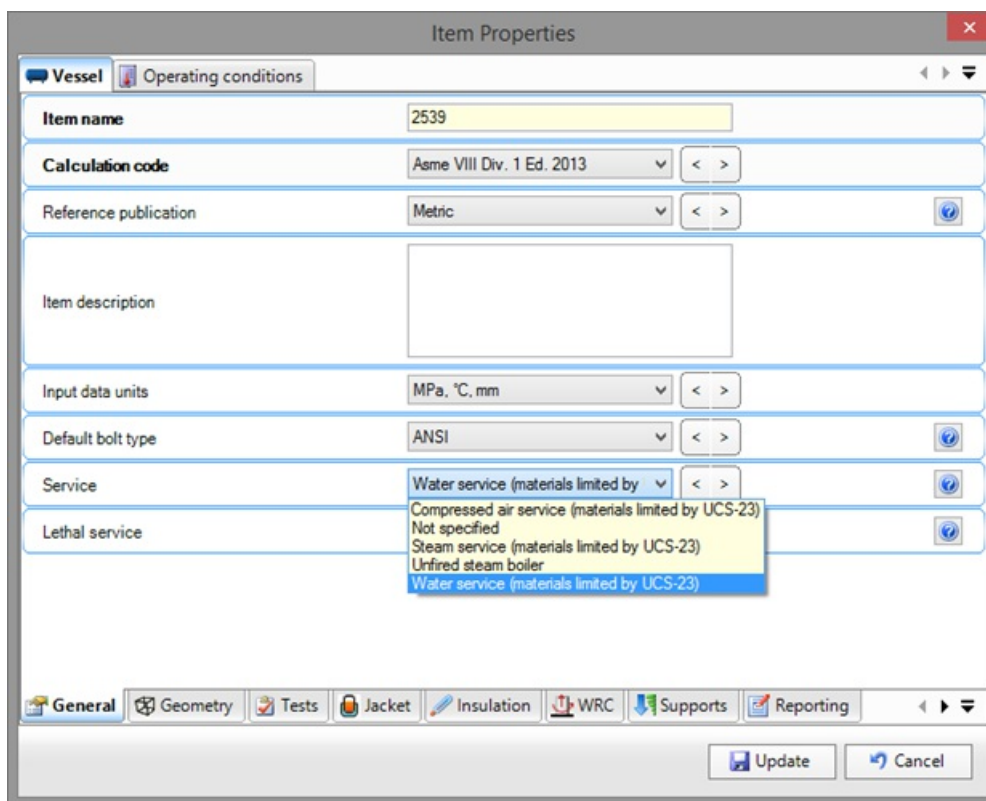 Item Properties
Vessel Operating conditions
Item name 2539
Calculation code Asme VIII Div. 1 Ed. 2013 < >
Reference publication Metric < >
Item description
Input data units MPa, °C, mm < >
Default bolt type ANSI < >
Service Water service (materials limited by < >
Compressed air service (materials limited by UCS-23)
Not specified
Lethal service
Steam service (materials limited by UCS-23)
Unfired steam boiler
Water service (materials limited by UCS-23)
General Geometry Tests Jacket Insulation WRC Supports Reporting
Update Cancel